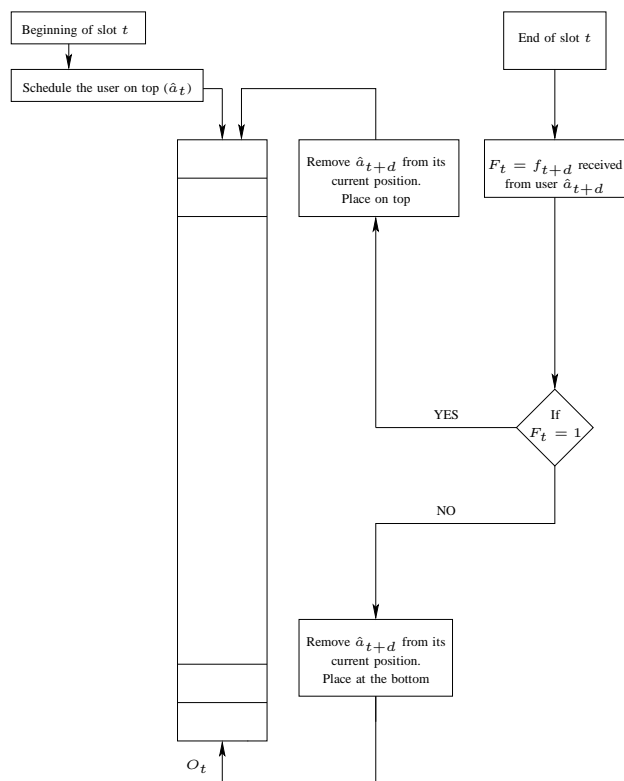 Beginning of slot t
Schedule the user on top (â_t)
End of slot t
F_t = f_{t+d} received
from user â_{t+d}
Remove â_{t+d} from its
current position.
Place on top
If
F_t = 1
YES
NO
Remove â_{t+d} from its
current position.
Place at the bottom
O_t